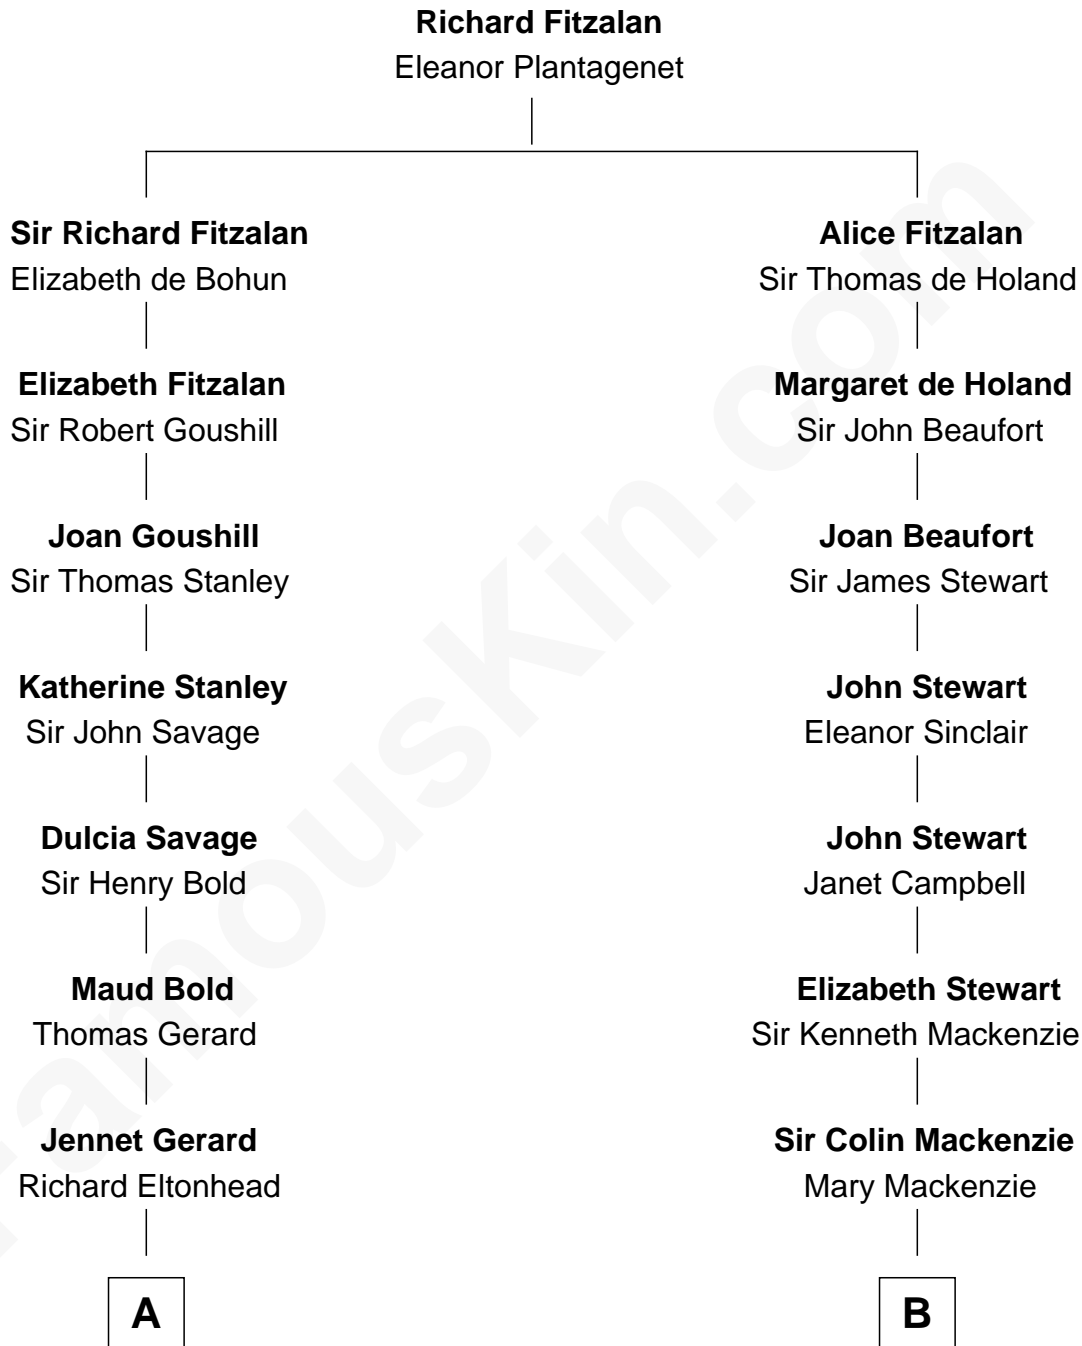 Richard Fitzalan
Eleanor Plantagenet
Sir Richard Fitzalan
Elizabeth de Bohun
Elizabeth Fitzalan
Sir Robert Goushill
Joan Goushill
Sir Thomas Stanley
Katherine Stanley
Sir John Savage
Dulcia Savage
Sir Henry Bold
Maud Bold
Thomas Gerard
Jennet Gerard
Richard Eltonhead
A
Alice Fitzalan
Sir Thomas de Holand
Margaret de Holand
Sir John Beaufort
Joan Beaufort
Sir James Stewart
John Stewart
Eleanor Sinclair
John Stewart
Janet Campbell
Elizabeth Stewart
Sir Kenneth Mackenzie
Sir Colin Mackenzie
Mary Mackenzie
B
FamousKin.com